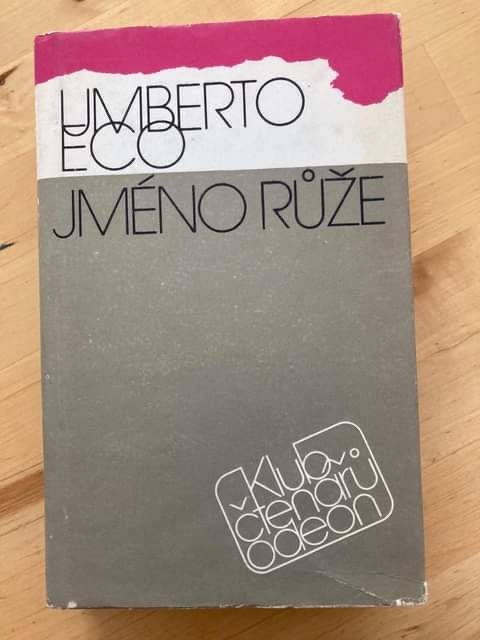 UMBERTO
ECO
JMÉNO RŮŽE
Klub
čtenářů
odeon